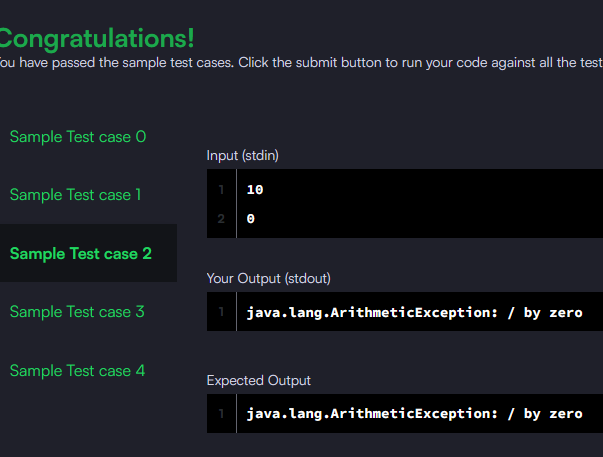 Congratulations!
You have passed the sample test cases. Click the submit button to run your code against all the test
Sample Test case 0
Sample Test case 1
Sample Test case 2
Sample Test case 3
Sample Test case 4
Input (stdin)
1 10
2 0
Your Output (stdout)
1 java.lang.ArithmeticException: / by zero
Expected Output
1 java.lang.ArithmeticException: / by zero